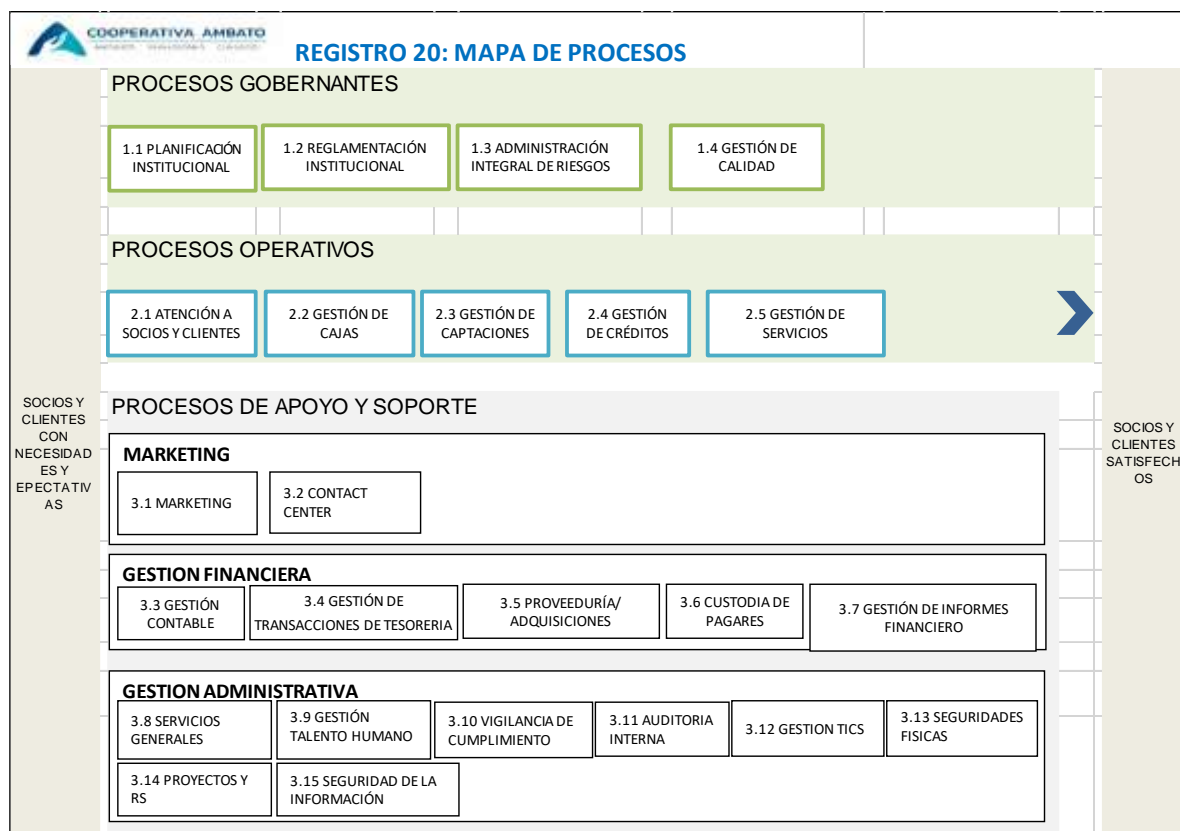 COOPERATIVA AMBATO
REGISTRO 20: MAPA DE PROCESOS
PROCESOS GOBERNANTES
1.1 PLANIFICACIÓN
INSTITUCIONAL
1.2 REGLAMENTACIÓN
INSTITUCIONAL
1.3 ADMINISTRACIÓN
INTEGRAL DE RIESGOS
1.4 GESTIÓN DE
CALIDAD
PROCESOS OPERATIVOS
2.1 ATENCIÓN A
SOCIOS Y CLIENTES
2.2 GESTIÓN DE
CAJAS
2.3 GESTIÓN DE
CAPTACIONES
2.4 GESTIÓN
DE CRÉDITOS
2.5 GESTIÓN DE
SERVICIOS
SOCIOS Y
CLIENTES
CON
NECESIDAD
ES Y
EPECTATIV
AS
PROCESOS DE APOYO Y SOPORTE
MARKETING
3.1 MARKETING
3.2 CONTACT
CENTER
GESTION FINANCIERA
3.3 GESTIÓN
CONTABLE
3.4 GESTIÓN DE
TRANSACCIONES DE TESORERIA
3.5 PROVEEDURÍA/
ADQUISICIONES
3.6 CUSTODIA DE
PAGARES
3.7 GESTIÓN DE INFORMES
FINANCIERO
GESTION ADMINISTRATIVA
3.8 SERVICIOS
GENERALES
3.9 GESTIÓN
TALENTO HUMANO
3.10 VIGILANCIA DE
CUMPLIMIENTO
3.11 AUDITORIA
INTERNA
3.12 GESTION TICS
3.13 SEGURIDADES
FISICAS
3.14 PROYECTOS Y
RS
3.15 SEGURIDAD DE LA
INFORMACIÓN
SOCIOS Y
CLIENTES
SATISFECH
OS